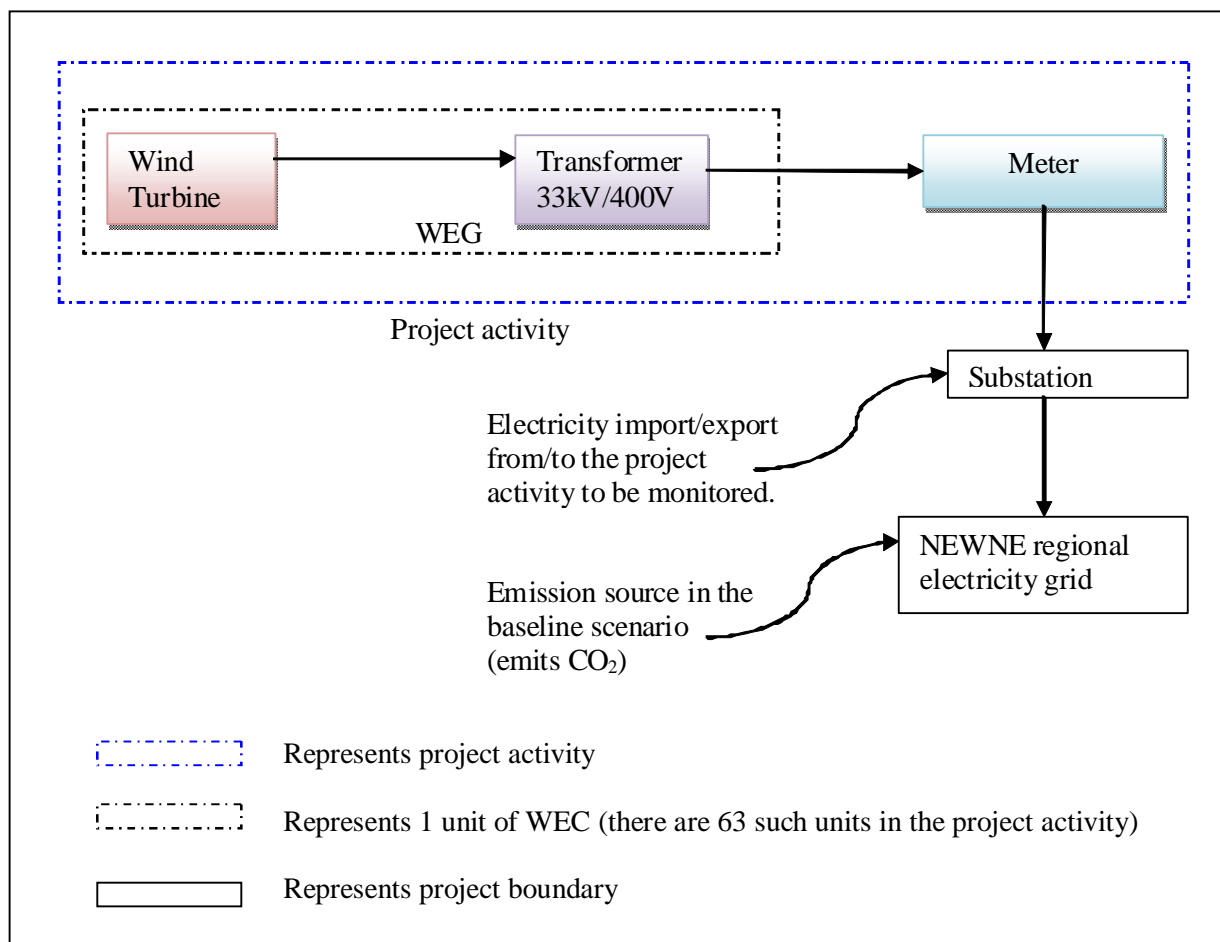 Wind
Turbine
Transformer
33kV/400V
Meter
WEG
Project activity
Substation
Electricity import/export
from/to the project
activity to be monitored.
NEWNE regional
electricity grid
Emission source in the
baseline scenario
(emits CO₂)
Represents project activity
Represents 1 unit of WEC (there are 63 such units in the project activity)
Represents project boundary